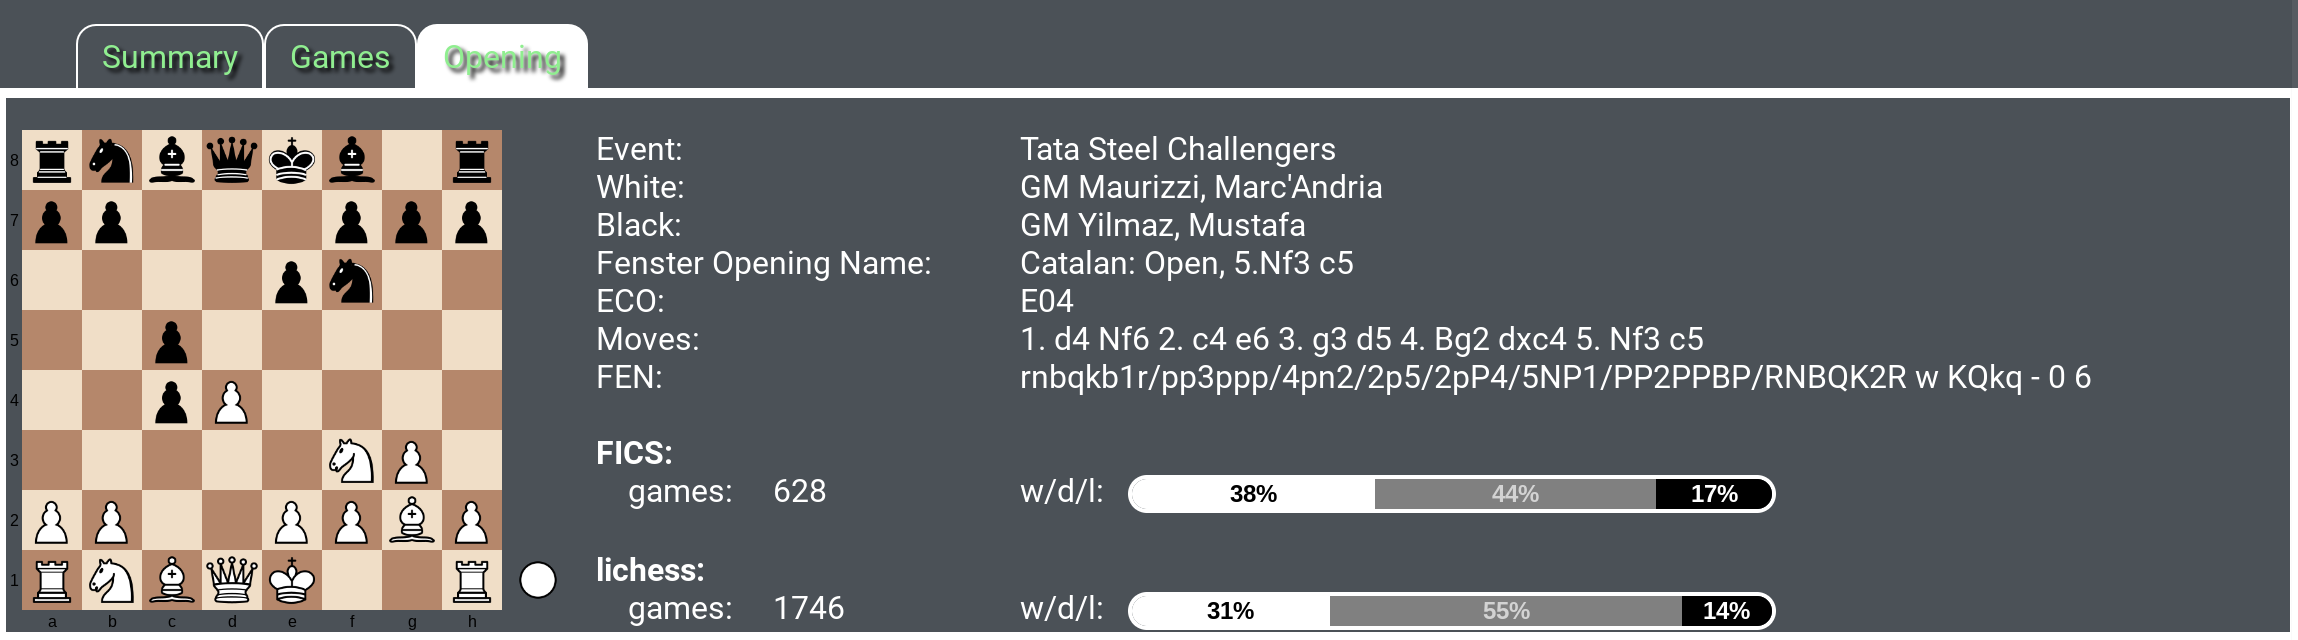 Summary Games Opening
8
7
6
5
4
3
2
1
a b c d e f g h
Event: Tata Steel Challengers
White: GM Maurizzi, Marc'Andria
Black: GM Yilmaz, Mustafa
Fenster Opening Name: Catalan: Open, 5.Nf3 c5
ECO: E04
Moves: 1. d4 Nf6 2. c4 e6 3. g3 d5 4. Bg2 dxc4 5. Nf3 c5
FEN: rnbqkb1r/pp3ppp/4pn2/2p5/2pP4/5NP1/PP2PPBP/RNBQK2R w KQkq - 0 6
FICS:
games: 628 w/d/l: 38% 44% 17%
lichess:
games: 1746 w/d/l: 31% 55% 14%